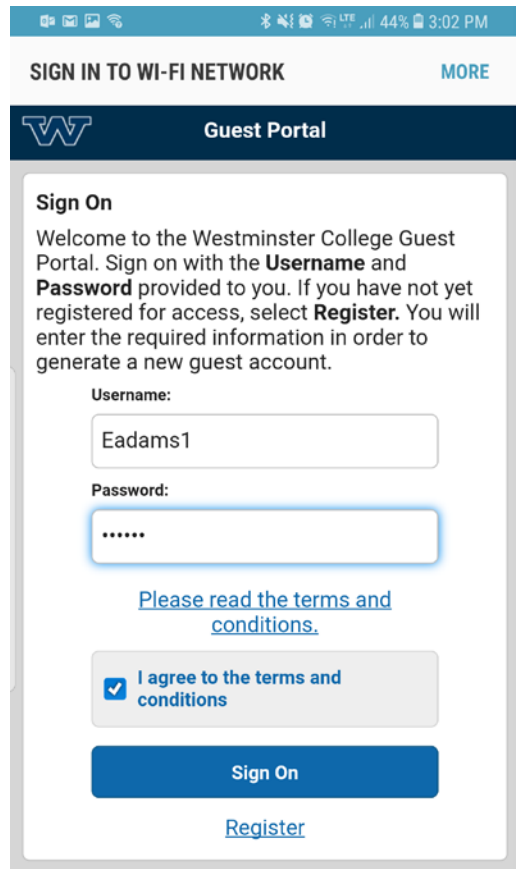 LTE 44% 3:02 PM
SIGN IN TO WI-FI NETWORK MORE
W Guest Portal
Sign On
Welcome to the Westminster College Guest
Portal. Sign on with the Username and
Password provided to you. If you have not yet
registered for access, select Register. You will
enter the required information in order to
generate a new guest account.
Username:
Eadams1
Password:
••••••
Please read the terms and
conditions.
I agree to the terms and
conditions
Sign On
Register